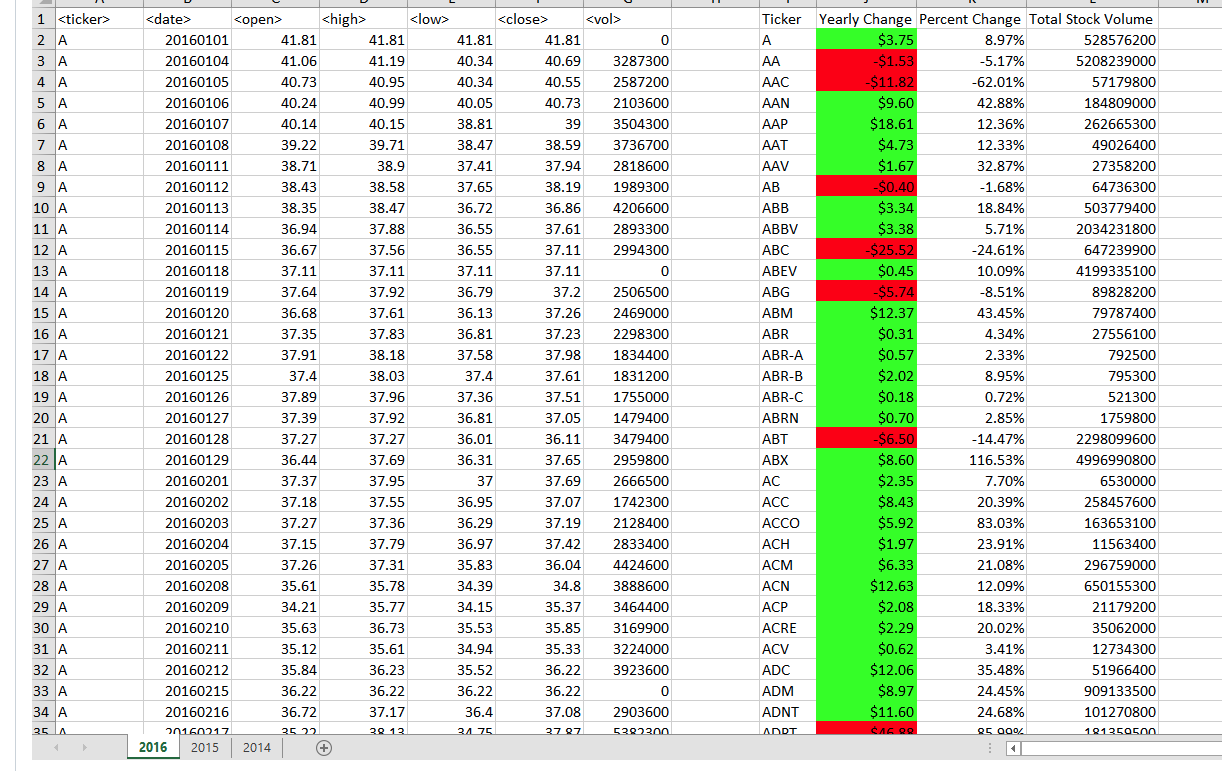 1 <ticker> <date> <open> <high> <low> <close> <vol> Ticker Yearly Change Percent Change Total Stock Volume
2 A 20160101 41.81 41.81 41.81 41.81 0 A $3.75 8.97% 528576200
3 A 20160104 41.06 41.19 40.34 40.69 3287300 AA -$1.53 -5.17% 5208239000
4 A 20160105 40.73 40.95 40.34 40.55 2587200 AAC -$11.82 -62.01% 57179800
5 A 20160106 40.24 40.99 40.05 40.73 2103600 AAN $9.60 42.88% 184809000
6 A 20160107 40.14 40.15 38.81 39 3504300 AAP $18.61 12.36% 262665300
7 A 20160108 39.22 39.71 38.47 38.59 3736700 AAT $4.73 12.33% 49026400
8 A 20160111 38.71 38.9 37.41 37.94 2818600 AAV $1.67 32.87% 27358200
9 A 20160112 38.43 38.58 37.65 38.19 1989300 AB -$0.40 -1.68% 64736300
10 A 20160113 38.35 38.47 36.72 36.86 4206600 ABB $3.34 18.84% 503779400
11 A 20160114 36.94 37.88 36.55 37.61 2893300 ABBV $3.38 5.71% 2034231800
12 A 20160115 36.67 37.56 36.55 37.11 2994300 ABC -$25.52 -24.61% 647239900
13 A 20160118 37.11 37.11 37.11 37.11 0 ABEV $0.45 10.09% 4199335100
14 A 20160119 37.64 37.92 36.79 37.2 2506500 ABG -$5.74 -8.51% 89828200
15 A 20160120 36.68 37.61 36.13 37.26 2469000 ABM $12.37 43.45% 79787400
16 A 20160121 37.35 37.83 36.81 37.23 2298300 ABR $0.31 4.34% 27556100
17 A 20160122 37.91 38.18 37.58 37.98 1834400 ABR-A $0.57 2.33% 792500
18 A 20160125 37.4 38.03 37.4 37.61 1831200 ABR-B $2.02 8.95% 795300
19 A 20160126 37.89 37.96 37.36 37.51 1755000 ABR-C $0.18 0.72% 521300
20 A 20160127 37.39 37.92 36.81 37.05 1479400 ABRN $0.70 2.85% 1759800
21 A 20160128 37.27 37.27 36.01 36.11 3479400 ABT -$6.50 -14.47% 2298099600
22 A 20160129 36.44 37.69 36.31 37.65 2959800 ABX $8.60 116.53% 4996990800
23 A 20160201 37.37 37.95 37 37.69 2666500 AC $2.35 7.70% 6530000
24 A 20160202 37.18 37.55 36.95 37.07 1742300 ACC $8.43 20.39% 258457600
25 A 20160203 37.27 37.36 36.29 37.19 2128400 ACCO $5.92 83.03% 163653100
26 A 20160204 37.15 37.79 36.97 37.42 2833400 ACH $1.97 23.91% 11563400
27 A 20160205 37.26 37.31 35.83 36.04 4424600 ACM $6.33 21.08% 296759000
28 A 20160208 35.61 35.78 34.39 34.8 3888600 ACN $12.63 12.09% 650155300
29 A 20160209 34.21 35.77 34.15 35.37 3464400 ACP $2.08 18.33% 21179200
30 A 20160210 35.63 36.73 35.53 35.85 3169900 ACRE $2.29 20.02% 35062000
31 A 20160211 35.12 35.61 34.94 35.33 3224000 ACV $0.62 3.41% 12734300
32 A 20160212 35.84 36.23 35.52 36.22 3923600 ADC $12.06 35.48% 51966400
33 A 20160215 36.22 36.22 36.22 36.22 0 ADM $8.97 24.45% 909133500
34 A 20160216 36.72 37.17 36.4 37.08 2903600 ADNT $11.60 24.68% 101270800
35 A 20160217
2016 2015 2014